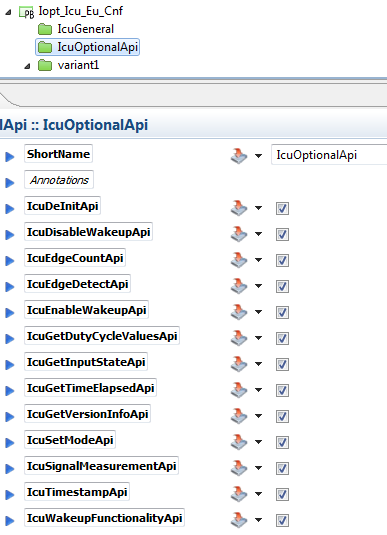 Iopt_Icu_Eu_Cnf
IcuGeneral
IcuOptionalApi
variant1
lApi :: IcuOptionalApi
ShortName IcuOptionalApi
Annotations
IcuDeInitApi
IcuDisableWakeupApi
IcuEdgeCountApi
IcuEdgeDetectApi
IcuEnableWakeupApi
IcuGetDutyCycleValuesApi
IcuGetInputStateApi
IcuGetTimeElapsedApi
IcuGetVersionInfoApi
IcuSetModeApi
IcuSignalMeasurementApi
IcuTimestampApi
IcuWakeupFunctionalityApi